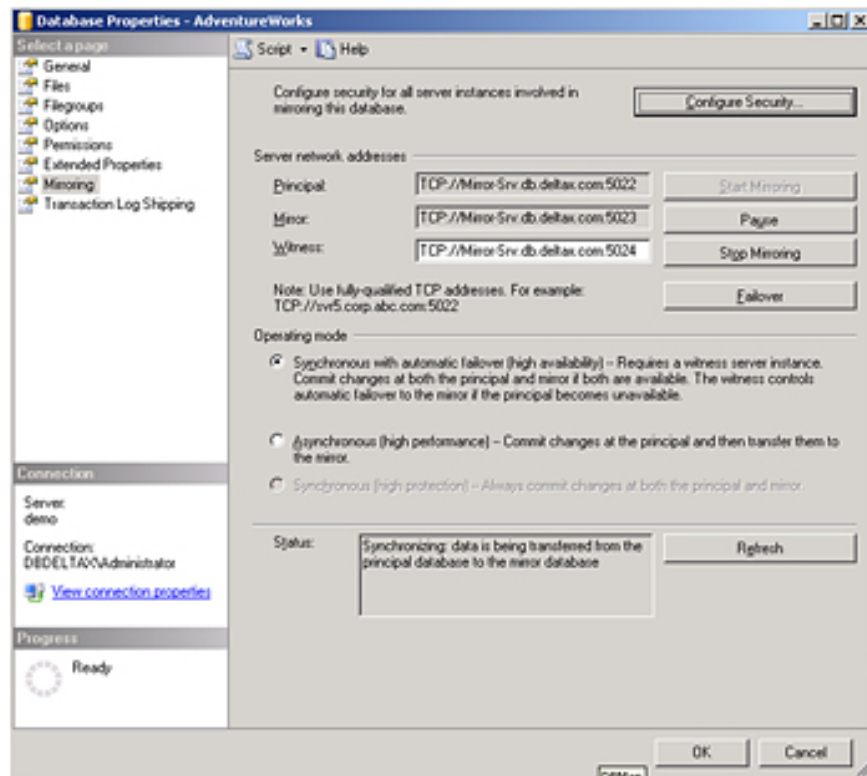 Database Properties - AdventureWorks
Select a page
General
Files
Filegroups
Options
Permissions
Extended Properties
Mirroring
Transaction Log Shipping
Script
Help
Configure security for all server instances involved in
mirroring this database.
Configure Security...
Server network addresses
Principal:
TCP://Mirror-Srv.db.deltax.com:5022
Start Mirroring
Mirror:
TCP://Mirror-Srv.db.deltax.com:5023
Pause
Witness:
TCP://Mirror-Srv.db.deltax.com:5024
Stop Mirroring
Note: Use fully-qualified TCP addresses. For example:
TCP://svr5.corp.abc.com:5022
Failover
Operating mode
Synchronous with automatic failover (high availability) – Requires a witness server instance.
Commit changes at both the principal and mirror if both are available. The witness controls
automatic failover to the mirror if the principal becomes unavailable.
Asynchronous (high performance) – Commit changes at the principal and then transfer them to
the mirror.
Synchronous (high protection) – Always commit changes at both the principal and mirror.
Connection
Server:
demo
Connection:
DBDELTAX\Administrator
View connection properties
Status:
Synchronizing: data is being transferred from the
principal database to the mirror database
Refresh
Progress
Ready
OK
Cancel